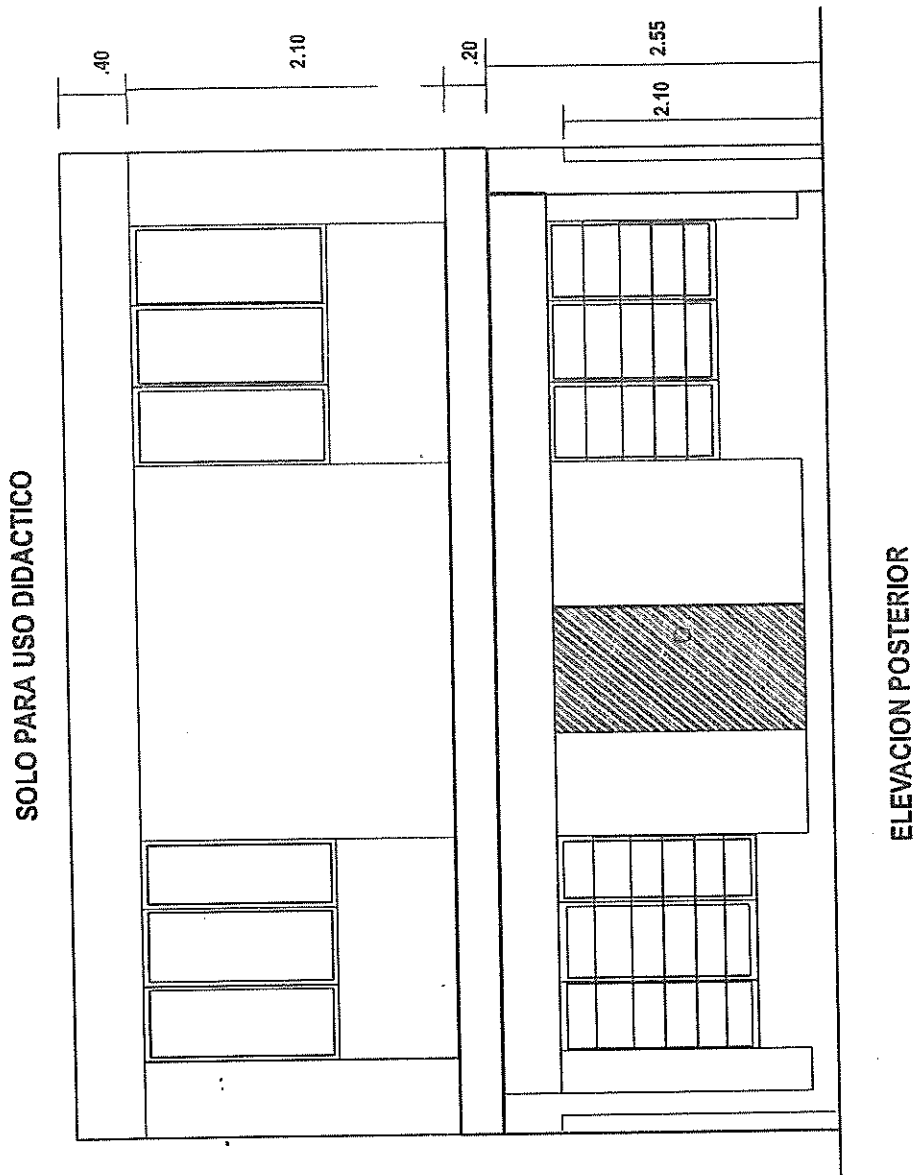 SOLO PARA USO DIDACTICO
.40
2.10
.20
2.55
2.10
ELEVACION POSTERIOR